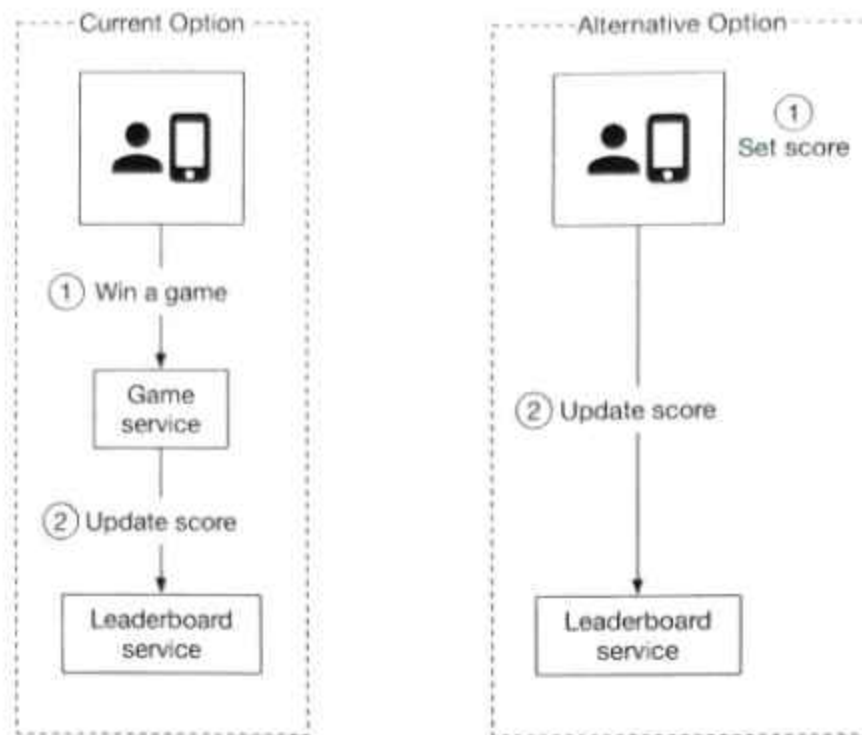 Current Option
1 Win a game
Game
service
2 Update score
Leaderboard
service
Alternative Option
1
Set score
2 Update score
Leaderboard
service